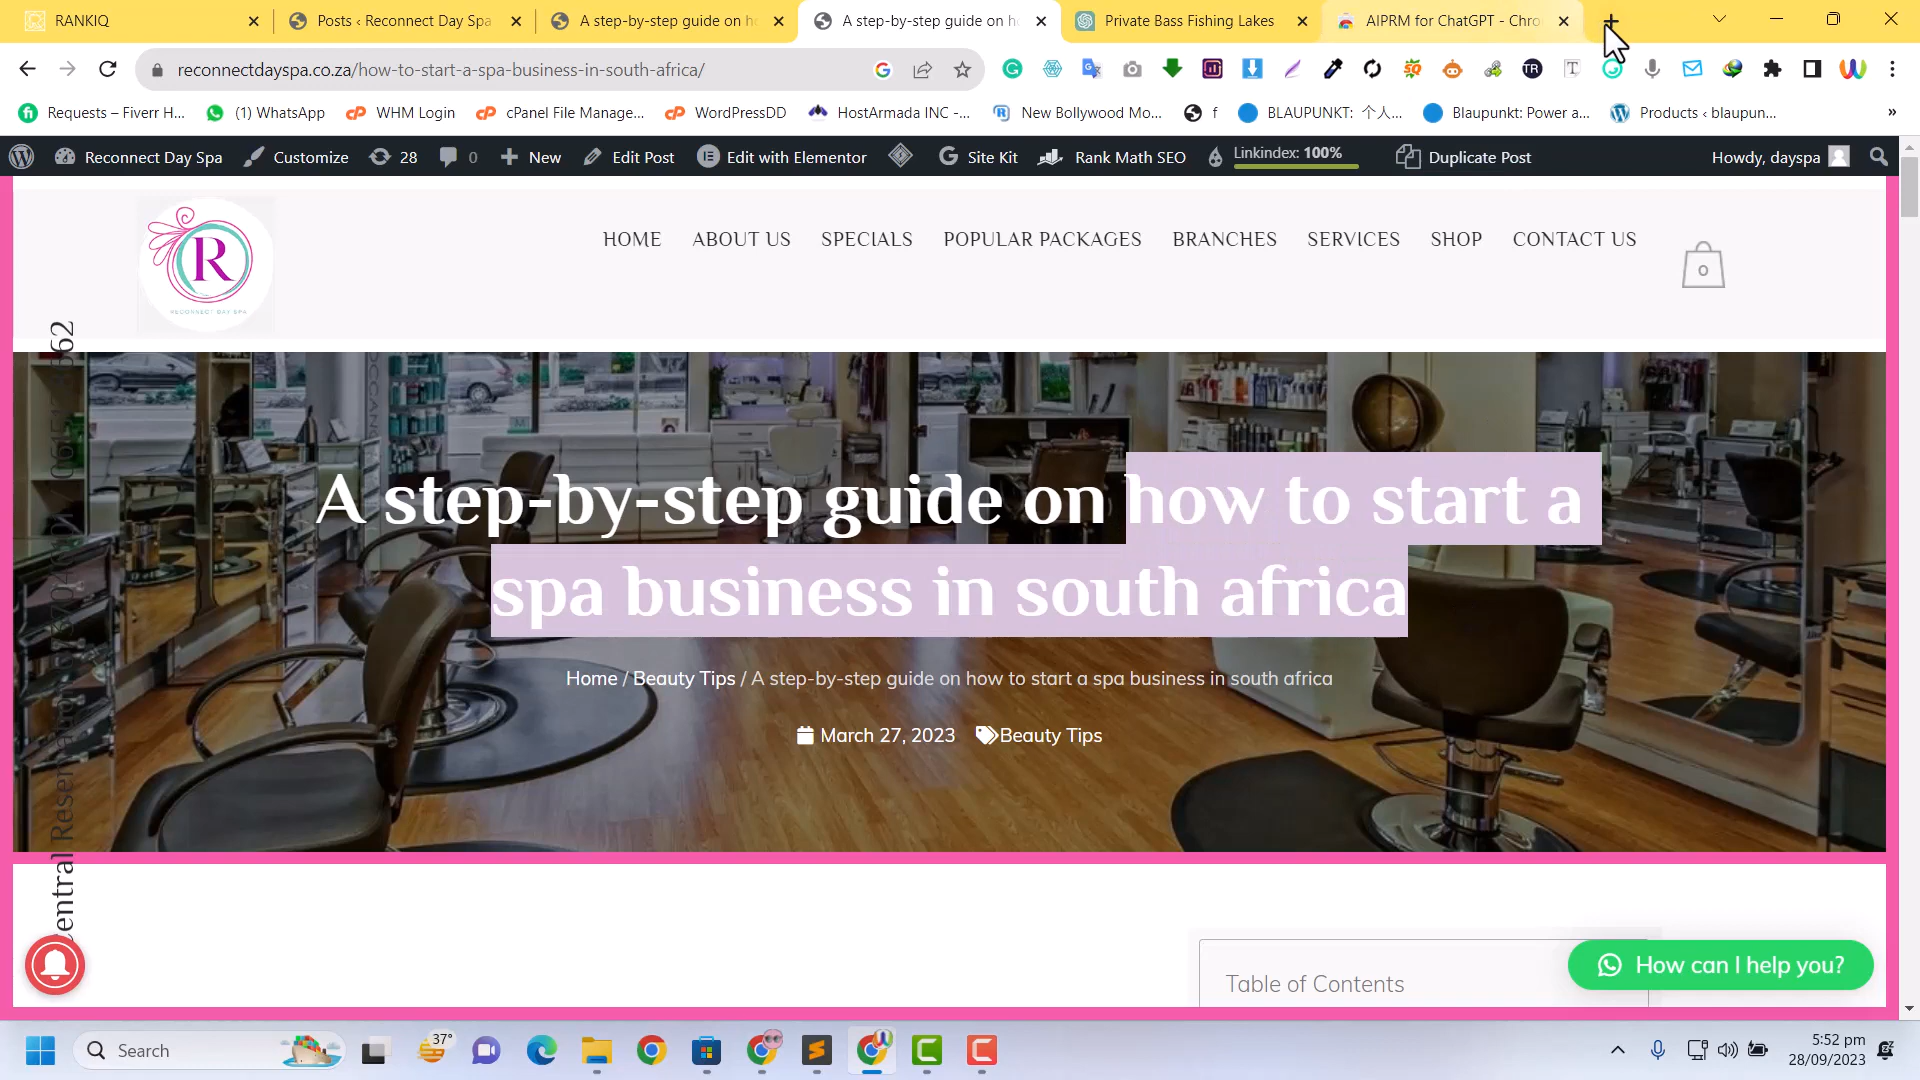 RANKIQ
Posts ‹ Reconnect Day Spa
A step-by-step guide on h
A step-by-step guide on h
Private Bass Fishing Lakes
AIPRM for ChatGPT - Chro
reconnectdayspa.co.za/how-to-start-a-spa-business-in-south-africa/
Requests – Fiverr H...
(1) WhatsApp
WHM Login
cPanel File Manage...
WordPressDD
HostArmada INC -...
New Bollywood Mo...
f
BLAUPUNKT: 个人...
Blaupunkt: Power a...
Products ‹ blaupun...
»
Reconnect Day Spa
Customize
28
0
New
Edit Post
Edit with Elementor
Site Kit
Rank Math SEO
Linkindex: 100%
Duplicate Post
Howdy, dayspa
R
RECONNECT DAY SPA
HOME
ABOUT US
SPECIALS
POPULAR PACKAGES
BRANCHES
SERVICES
SHOP
CONTACT US
0
A step-by-step guide on how to start a
spa business in south africa
Home / Beauty Tips / A step-by-step guide on how to start a spa business in south africa
March 27, 2023
Beauty Tips
Table of Contents
How can I help you?
Search
37°
5:52 pm
28/09/2023